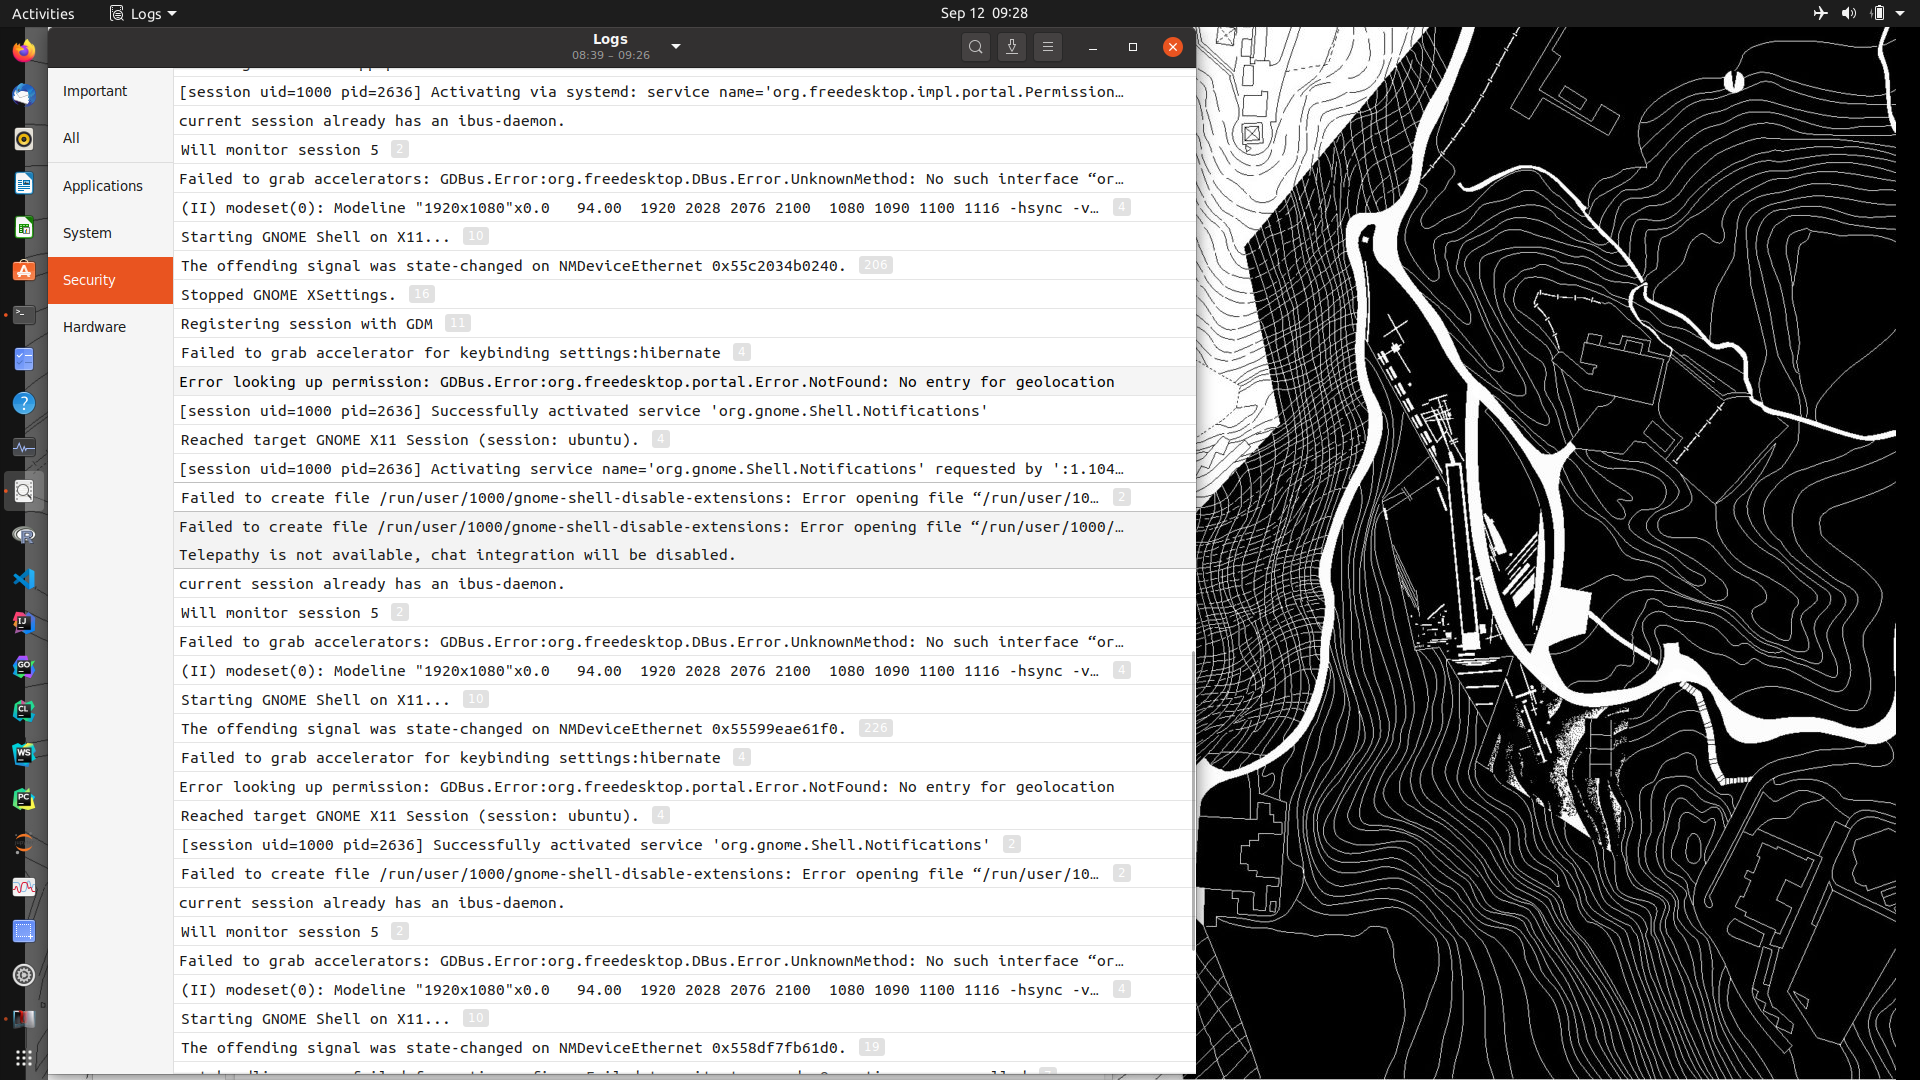 Activities
Logs
Sep 12 09:28
Logs
08:39 – 09:26
Important
All
Applications
System
Security
Hardware
[session uid=1000 pid=2636] Activating via systemd: service name='org.freedesktop.impl.portal.Permission…
current session already has an ibus-daemon.
Will monitor session 5 2
Failed to grab accelerators: GDBus.Error:org.freedesktop.DBus.Error.UnknownMethod: No such interface “or…
(II) modeset(0): Modeline "1920x1080"x0.0 94.00 1920 2028 2076 2100 1080 1090 1100 1116 -hsync -v… 4
Starting GNOME Shell on X11... 10
The offending signal was state-changed on NMDeviceEthernet 0x55c2034b0240. 206
Stopped GNOME XSettings. 16
Registering session with GDM 11
Failed to grab accelerator for keybinding settings:hibernate 4
Error looking up permission: GDBus.Error:org.freedesktop.portal.Error.NotFound: No entry for geolocation
[session uid=1000 pid=2636] Successfully activated service 'org.gnome.Shell.Notifications'
Reached target GNOME X11 Session (session: ubuntu). 4
[session uid=1000 pid=2636] Activating service name='org.gnome.Shell.Notifications' requested by ':1.104…
Failed to create file /run/user/1000/gnome-shell-disable-extensions: Error opening file “/run/user/10… 2
Failed to create file /run/user/1000/gnome-shell-disable-extensions: Error opening file “/run/user/1000/…
Telepathy is not available, chat integration will be disabled.
current session already has an ibus-daemon.
Will monitor session 5 2
Failed to grab accelerators: GDBus.Error:org.freedesktop.DBus.Error.UnknownMethod: No such interface “or…
(II) modeset(0): Modeline "1920x1080"x0.0 94.00 1920 2028 2076 2100 1080 1090 1100 1116 -hsync -v… 4
Starting GNOME Shell on X11... 10
The offending signal was state-changed on NMDeviceEthernet 0x55599eae61f0. 226
Failed to grab accelerator for keybinding settings:hibernate 4
Error looking up permission: GDBus.Error:org.freedesktop.portal.Error.NotFound: No entry for geolocation
Reached target GNOME X11 Session (session: ubuntu). 4
[session uid=1000 pid=2636] Successfully activated service 'org.gnome.Shell.Notifications' 2
Failed to create file /run/user/1000/gnome-shell-disable-extensions: Error opening file “/run/user/10… 2
current session already has an ibus-daemon.
Will monitor session 5 2
Failed to grab accelerators: GDBus.Error:org.freedesktop.DBus.Error.UnknownMethod: No such interface “or…
(II) modeset(0): Modeline "1920x1080"x0.0 94.00 1920 2028 2076 2100 1080 1090 1100 1116 -hsync -v… 4
Starting GNOME Shell on X11... 10
The offending signal was state-changed on NMDeviceEthernet 0x558df7fb61d0. 19